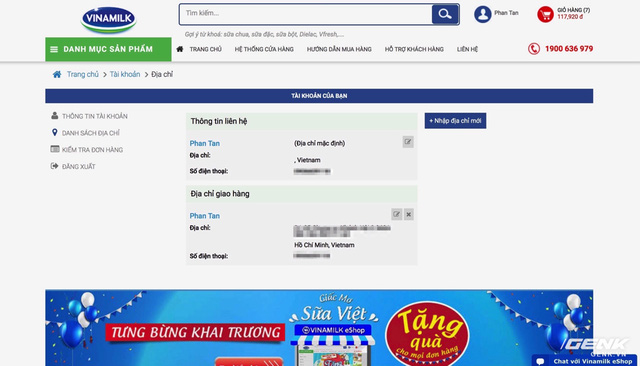 VINAMILK
Tìm kiếm...
Phan Tan
GIỎ HÀNG (7)
117,920 đ
Gợi ý từ khoá: sữa chua, sữa đặc, sữa bột, Dielac, Vfresh,....
DANH MỤC SẢN PHẨM
TRANG CHỦ
HỆ THỐNG CỬA HÀNG
HƯỚNG DẪN MUA HÀNG
HỖ TRỢ KHÁCH HÀNG
LIÊN HỆ
1900 636 979
Trang chủ > Tài khoản > Địa chỉ
TÀI KHOẢN CỦA BẠN
THÔNG TIN TÀI KHOẢN
DANH SÁCH ĐỊA CHỈ
KIỂM TRA ĐƠN HÀNG
ĐĂNG XUẤT
Thông tin liên hệ
Phan Tan
(Địa chỉ mặc định)
Địa chỉ:
, Vietnam
Số điện thoại:
+ Nhập địa chỉ mới
Địa chỉ giao hàng
Phan Tan
Địa chỉ:
Hồ Chí Minh, Vietnam
Số điện thoại:
TƯNG BỪNG KHAI TRƯƠNG
Giấc Mơ
Sữa Việt
VINAMILK eShop
Tặng
quà
cho mọi đơn hàng
GENK
GENK.VN
Chat với Vinamilk eShop